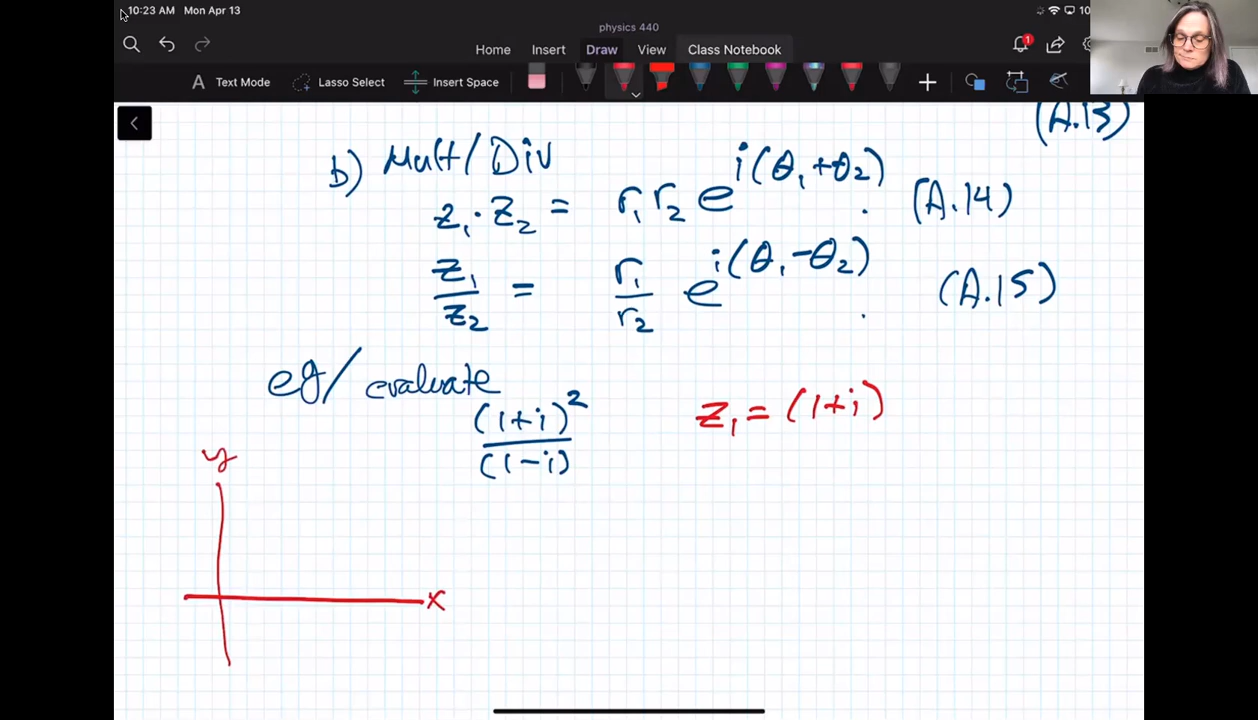 10:23 AM Mon Apr 13
10
physics 440
Home Insert Draw View Class Notebook
1
A Text Mode Lasso Select Insert Space
(A.13)
b) Mult/Div
z₁·z₂ = r₁r₂ e^{i(θ₁+θ₂)}. (A.14)
z₁/z₂ = r₁/r₂ e^{i(θ₁-θ₂)}. (A.15)
eg/ evaluate
(1+i)²/(1-i)
z₁ = (1+i)
y
x